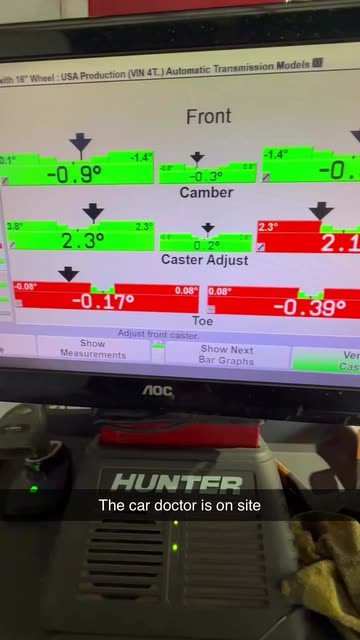 with 16" Wheel : USA Production (VIN 4T..) Automatic Transmission Models
Front
-1.4° -1.4°
-0.9° -0.3°
Camber
3.8° 2.3° 2.3°
2.3° 0.2° 2.1
Caster Adjust
-0.08° 0.08° 0.08°
-0.17° -0.39°
Toe
Adjust front caster.
Show Measurements
Show Next Bar Graphs
AOC
HUNTER
The car doctor is on site